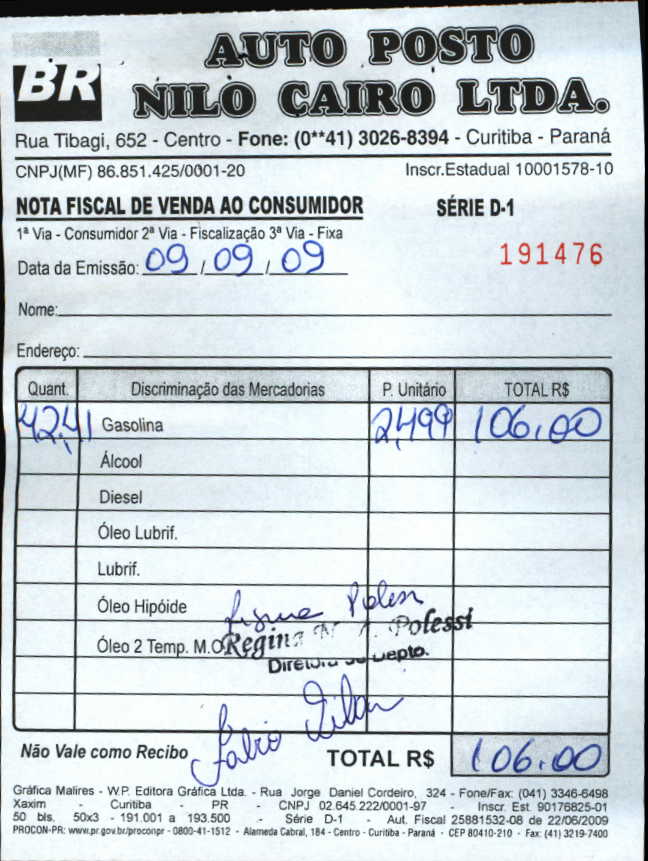 BR
AUTO POSTO
NILO CAIRO LTDA.
Rua Tibagi, 652 - Centro - Fone: (0**41) 3026-8394 - Curitiba - Paraná
CNPJ(MF) 86.851.425/0001-20 Inscr.Estadual 10001578-10
NOTA FISCAL DE VENDA AO CONSUMIDOR SÉRIE D-1
1ª Via - Consumidor 2ª Via - Fiscalização 3ª Via - Fixa
191476
Data da Emissão: 09/09/09
Nome:
Endereço:
Quant. Discriminação das Mercadorias P. Unitário TOTAL R$
42,41 Gasolina 2,499 106,00
Álcool
Diesel
Óleo Lubrif.
Lubrif.
Óleo Hipóide
Óleo 2 Temp. M.O Regina Polessi
Depto.
Fabio
Não Vale como Recibo TOTAL R$ 106,00
Gráfica Malires - W.P. Editora Gráfica Ltda. - Rua Jorge Daniel Cordeiro, 324 - Fone/Fax: (041) 3346-6498
Xaxim - Curitiba - PR - CNPJ 02.645.222/0001-97 - Inscr. Est. 90176825-01
50 bls. 50x3 - 191.001 a 193.500 - Série D-1 - Aut. Fiscal 25881532-08 de 22/06/2009
PROCON-PR: www.pr.gov.br/proconpr - 0800-41-1512 - Alameda Cabral, 184 - Centro - Curitiba - Paraná - CEP 80410-210 - Fax: (41) 3219-7400